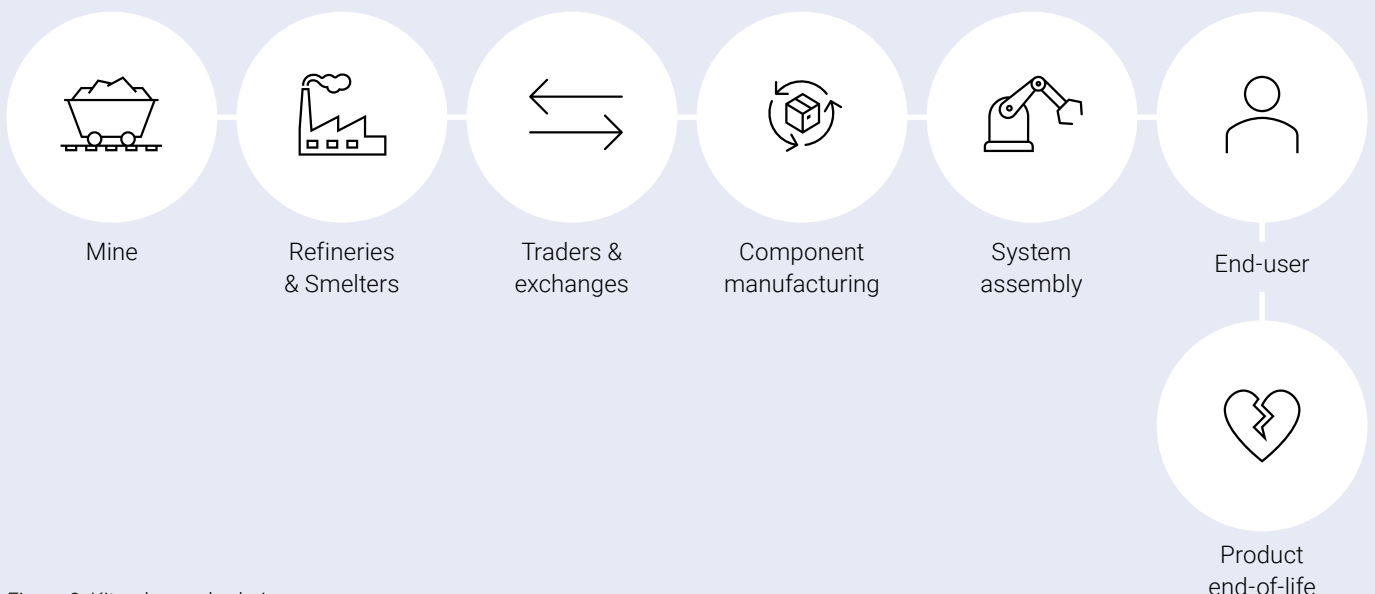 Mine
Refineries
& Smelters
Traders &
exchanges
Component
manufacturing
System
assembly
End-user
Product
end-of-life